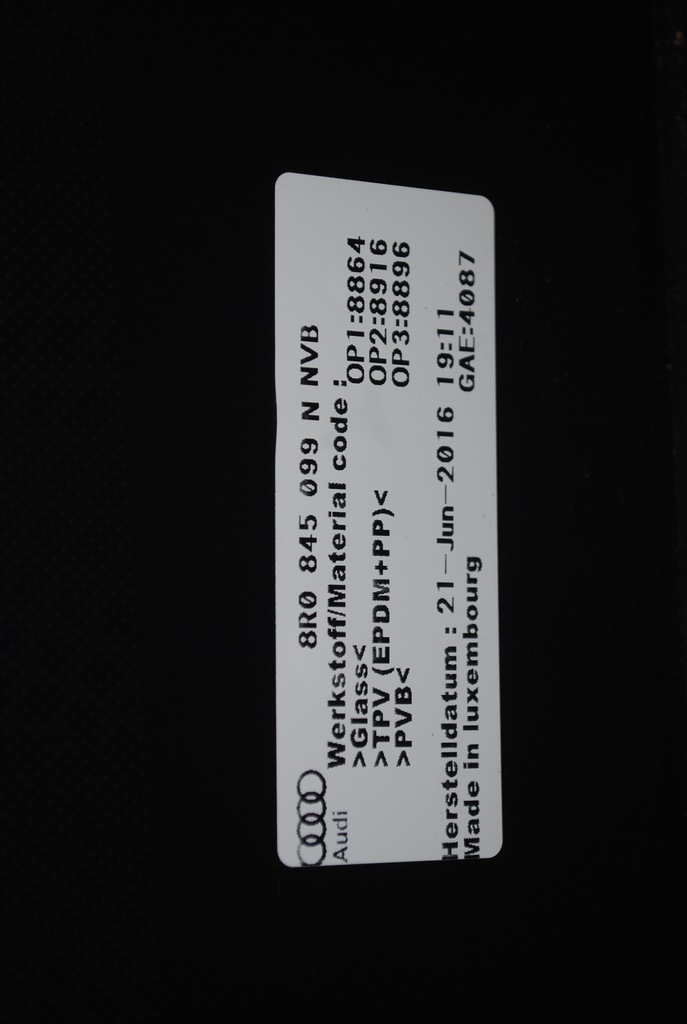 8R0 845 099 N NVB
Audi
Werkstoff/Material code :
>Glass< OP1:8864
>TPV (EPDM+PP)< OP2:8916
>PVB< OP3:8896
Herstelldatum : 21-Jun-2016 19:11
Made in luxembourg GAE:4087